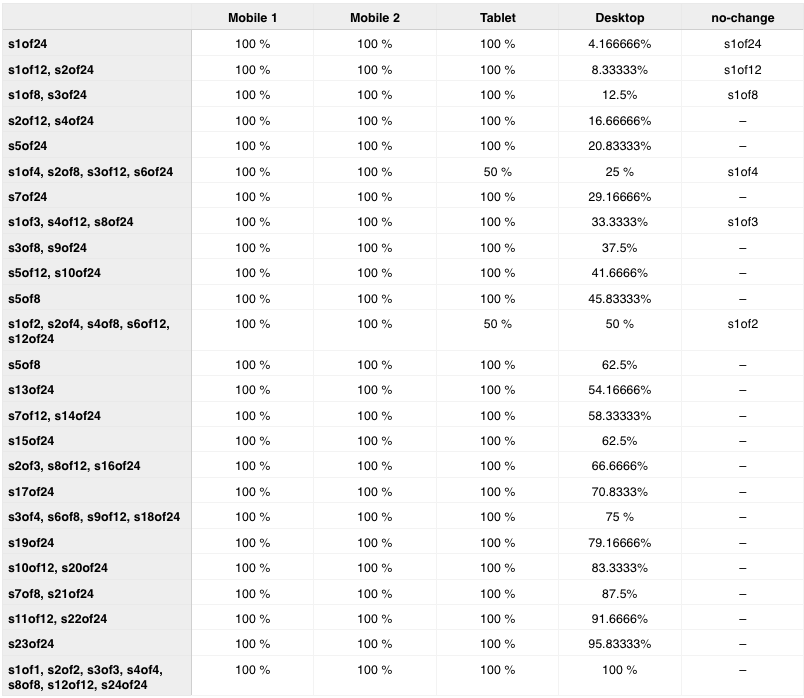 Mobile 1 Mobile 2 Tablet Desktop no-change
s1of24 100 % 100 % 100 % 4.166666% s1of24
s1of12, s2of24 100 % 100 % 100 % 8.33333% s1of12
s1of8, s3of24 100 % 100 % 100 % 12.5% s1of8
s2of12, s4of24 100 % 100 % 100 % 16.66666% –
s5of24 100 % 100 % 100 % 20.83333% –
s1of4, s2of8, s3of12, s6of24 100 % 100 % 50 % 25 % s1of4
s7of24 100 % 100 % 100 % 29.16666% –
s1of3, s4of12, s8of24 100 % 100 % 100 % 33.3333% s1of3
s3of8, s9of24 100 % 100 % 100 % 37.5% –
s5of12, s10of24 100 % 100 % 100 % 41.6666% –
s5of8 100 % 100 % 100 % 45.83333% –
s1of2, s2of4, s4of8, s6of12, 100 % 100 % 50 % 50 % s1of2
s12of24
s5of8 100 % 100 % 100 % 62.5% –
s13of24 100 % 100 % 100 % 54.16666% –
s7of12, s14of24 100 % 100 % 100 % 58.33333% –
s15of24 100 % 100 % 100 % 62.5% –
s2of3, s8of12, s16of24 100 % 100 % 100 % 66.6666% –
s17of24 100 % 100 % 100 % 70.8333% –
s3of4, s6of8, s9of12, s18of24 100 % 100 % 100 % 75 % –
s19of24 100 % 100 % 100 % 79.16666% –
s10of12, s20of24 100 % 100 % 100 % 83.3333% –
s7of8, s21of24 100 % 100 % 100 % 87.5% –
s11of12, s22of24 100 % 100 % 100 % 91.6666% –
s23of24 100 % 100 % 100 % 95.83333% –
s1of1, s2of2, s3of3, s4of4, 100 % 100 % 100 % 100 % –
s8of8, s12of12, s24of24